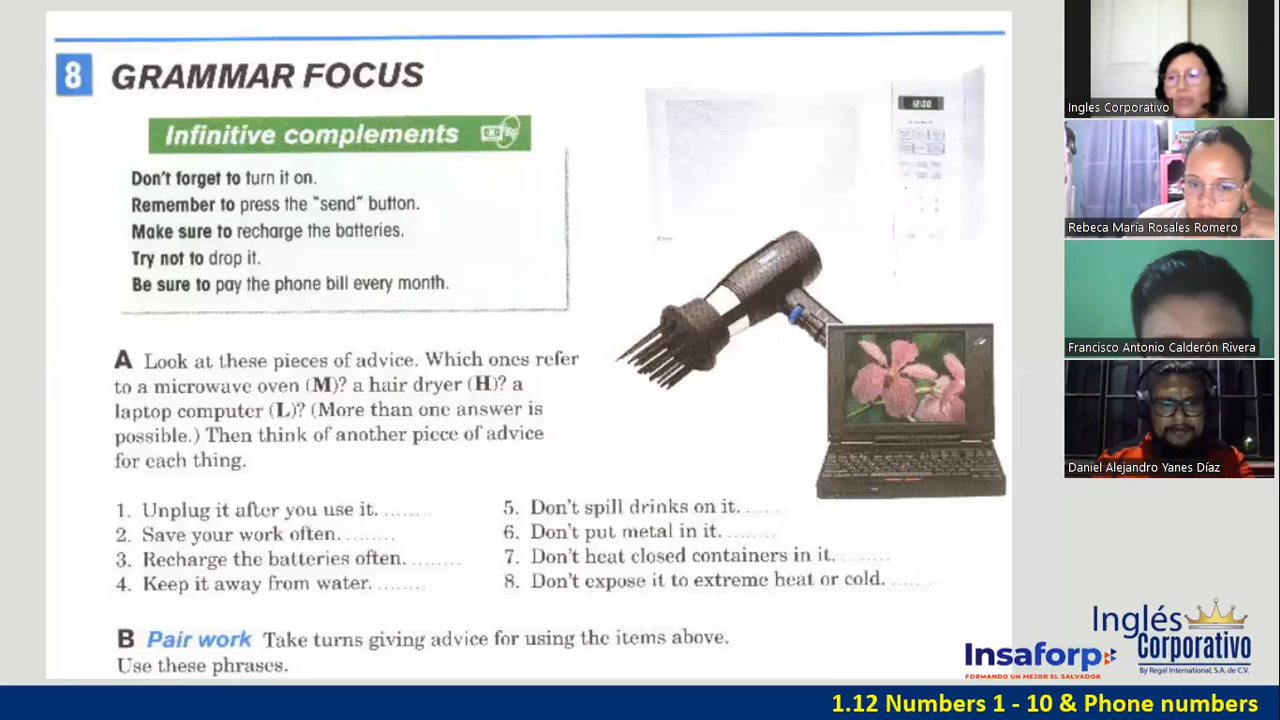 8 GRAMMAR FOCUS
Infinitive complements
Don't forget to turn it on.
Remember to press the "send" button.
Make sure to recharge the batteries.
Try not to drop it.
Be sure to pay the phone bill every month.
12:00
A Look at these pieces of advice. Which ones refer
to a microwave oven (M)? a hair dryer (H)? a
laptop computer (L)? (More than one answer is
possible.) Then think of another piece of advice
for each thing.
1. Unplug it after you use it. ........
2. Save your work often. ........
3. Recharge the batteries often. ........
4. Keep it away from water. ........
5. Don't spill drinks on it. ........
6. Don't put metal in it. ........
7. Don't heat closed containers in it. ........
8. Don't expose it to extreme heat or cold. ........
B Pair work Take turns giving advice for using the items above.
Use these phrases.
Ingles Corporativo
Rebeca María Rosales Romero
Francisco Antonio Calderón Rivera
Daniel Alejandro Yanes Díaz
Insaforp
FORMANDO UN MEJOR EL SALVADOR
Inglés
Corporativo
By Regal International, S.A. de C.V.
1.12 Numbers 1 - 10 & Phone numbers